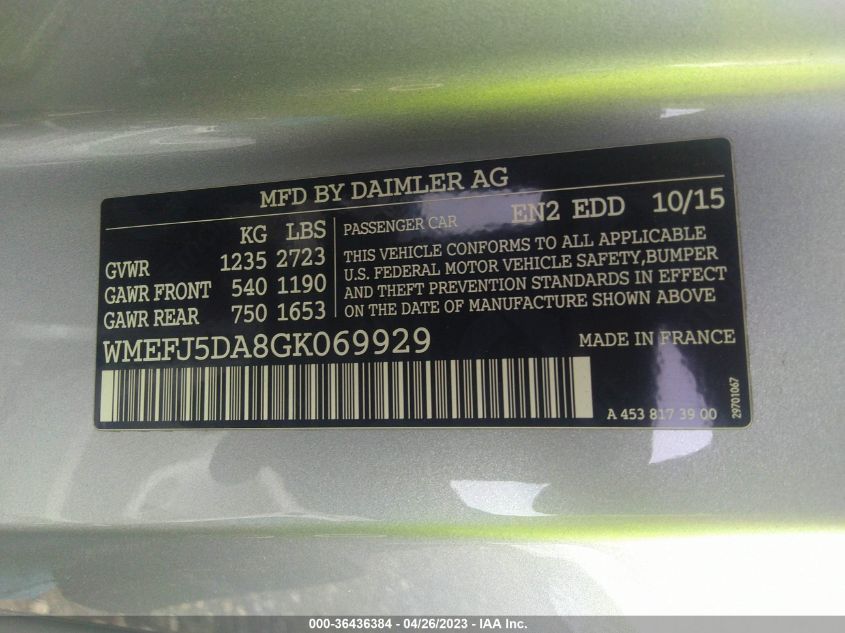 MFD BY DAIMLER AG
KG LBS
GVWR 1235 2723
GAWR FRONT 540 1190
GAWR REAR 750 1653
PASSENGER CAR EN2 EDD 10/15
THIS VEHICLE CONFORMS TO ALL APPLICABLE
U.S. FEDERAL MOTOR VEHICLE SAFETY,BUMPER
AND THEFT PREVENTION STANDARDS IN EFFECT
ON THE DATE OF MANUFACTURE SHOWN ABOVE
WMEFJ5DA8GK069929
MADE IN FRANCE
A 453 817 39 00
29701067
000-36436384 - 04/26/2023 - IAA Inc.